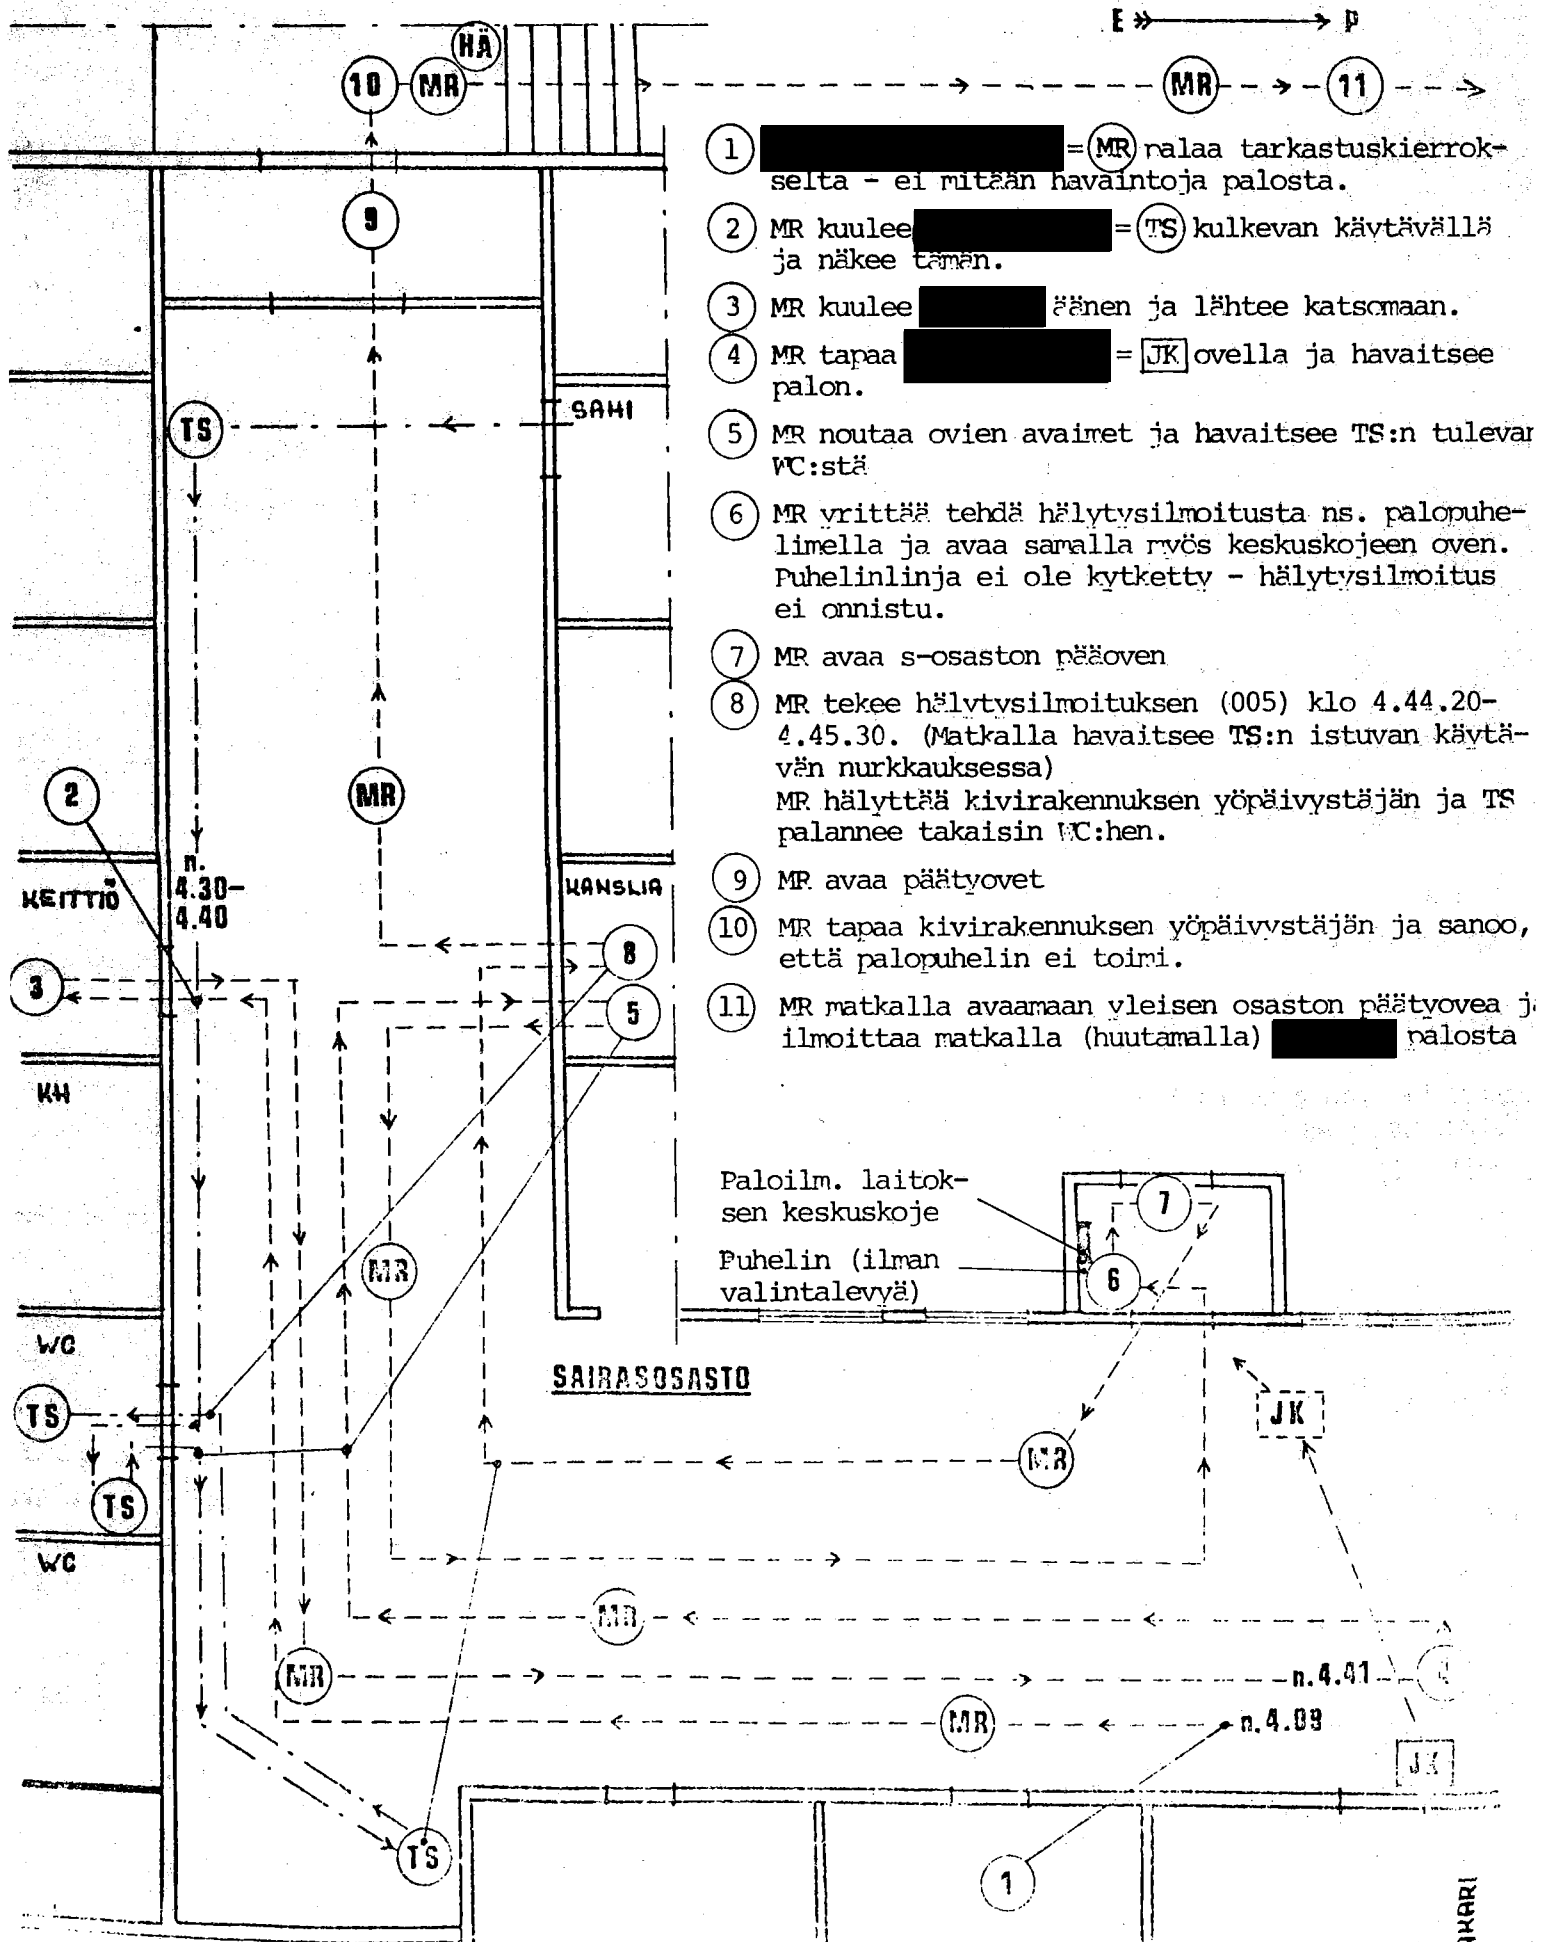 E P
HÄ
10 MR MR 11
1 = MR palaa tarkastuskierrok-
selta - ei mitään havaintoja palosta.
2 MR kuulee = TS kulkevan käytävällä
ja näkee tämän.
3 MR kuulee äänen ja lähtee katsomaan.
4 MR tapaa = JK ovella ja havaitsee
palon.
5 MR noutaa ovien avaimet ja havaitsee TS:n tulevan
WC:stä
6 MR yrittää tehdä hälytysilmoitusta ns. palopuhe-
limella ja avaa samalla myös keskuskojeen oven.
Puhelinlinja ei ole kytketty - hälytysilmoitus
ei onnistu.
7 MR avaa s-osaston pääoven
8 MR tekee hälytysilmoituksen (005) klo 4.44.20-
4.45.30. (Matkalla havaitsee TS:n istuvan käytä-
vän nurkkauksessa)
MR hälyttää kivirakennuksen yöpäivystäjän ja TS
palannee takaisin WC:hen.
9 MR avaa päätyovet
10 MR tapaa kivirakennuksen yöpäivystäjän ja sanoo,
että palopuhelin ei toimi.
11 MR matkalla avaamaan yleisen osaston päätyovea ja
ilmoittaa matkalla (huutamalla) palosta
9
TS
SAHI
MR
2
n.
4.30-
4.40
KEITTIÖ
KANSLIA
8
3
5
KH
Paloilm. laitok-
sen keskuskoje
Puhelin (ilman
valintalevyä)
7
6
MR
WC
SAIRASOSASTO
TS
JK
MR
TS
WC
MR
MR
n.4.41
4
MR
n.4.09
JK
TS
1